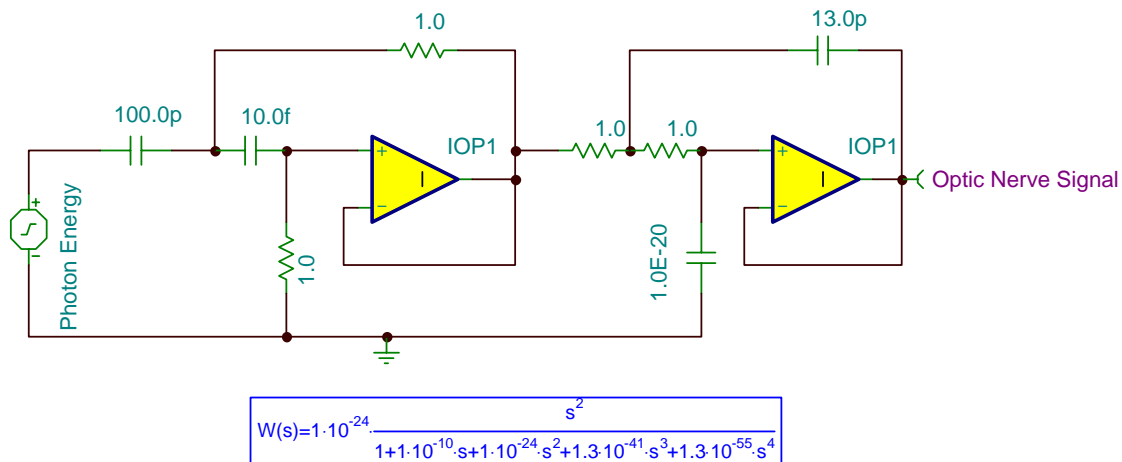 1.0
13.0p
100.0p
10.0f
+
−
IOP1
1.0
1.0
+
−
IOP1
Optic Nerve Signal
+
−
Photon Energy
1.0
1.0E-20
W(s)=1·10^-24· s^2 / 1+1·10^-10·s+1·10^-24·s^2+1.3·10^-41·s^3+1.3·10^-55·s^4